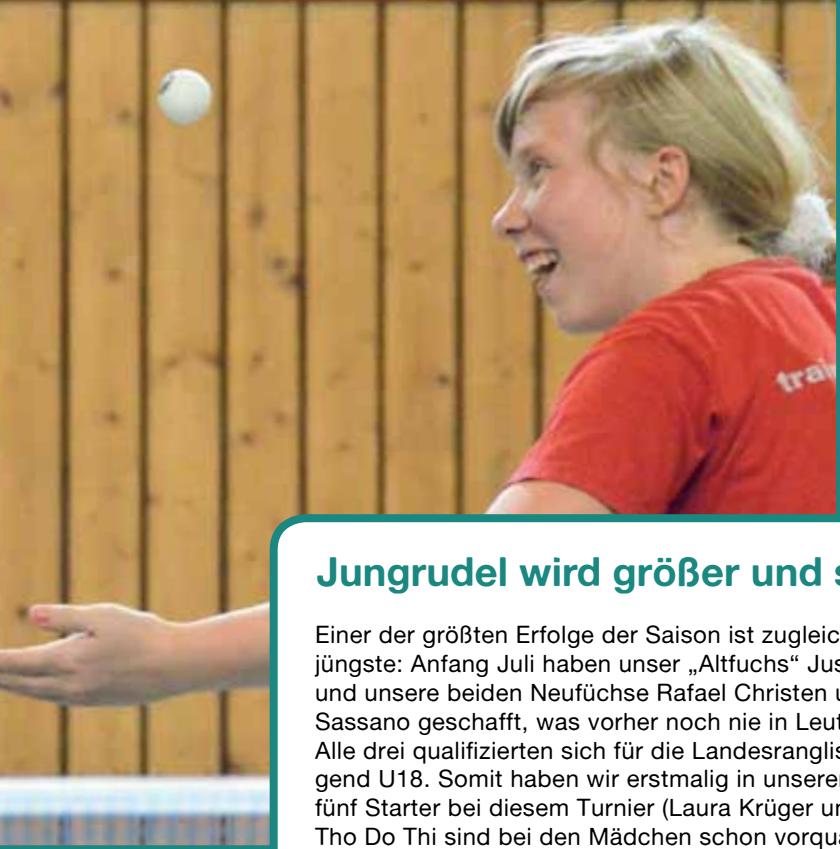 trai
Jungrudel wird größer und s
Einer der größten Erfolge der Saison ist zugleic
jüngste: Anfang Juli haben unser „Altfuchs“ Jus
und unsere beiden Neufüchse Rafael Christen u
Sassano geschafft, was vorher noch nie in Leut
Alle drei qualifizierten sich für die Landesranglis
gend U18. Somit haben wir erstmalig in unserer
fünf Starter bei diesem Turnier (Laura Krüger un
Tho Do Thi sind bei den Mädchen schon vorqua